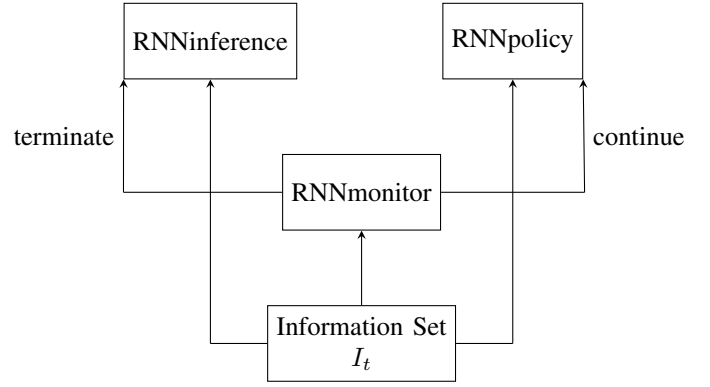 RNNinference
RNNpolicy
terminate
continue
RNNmonitor
Information Set
I_t